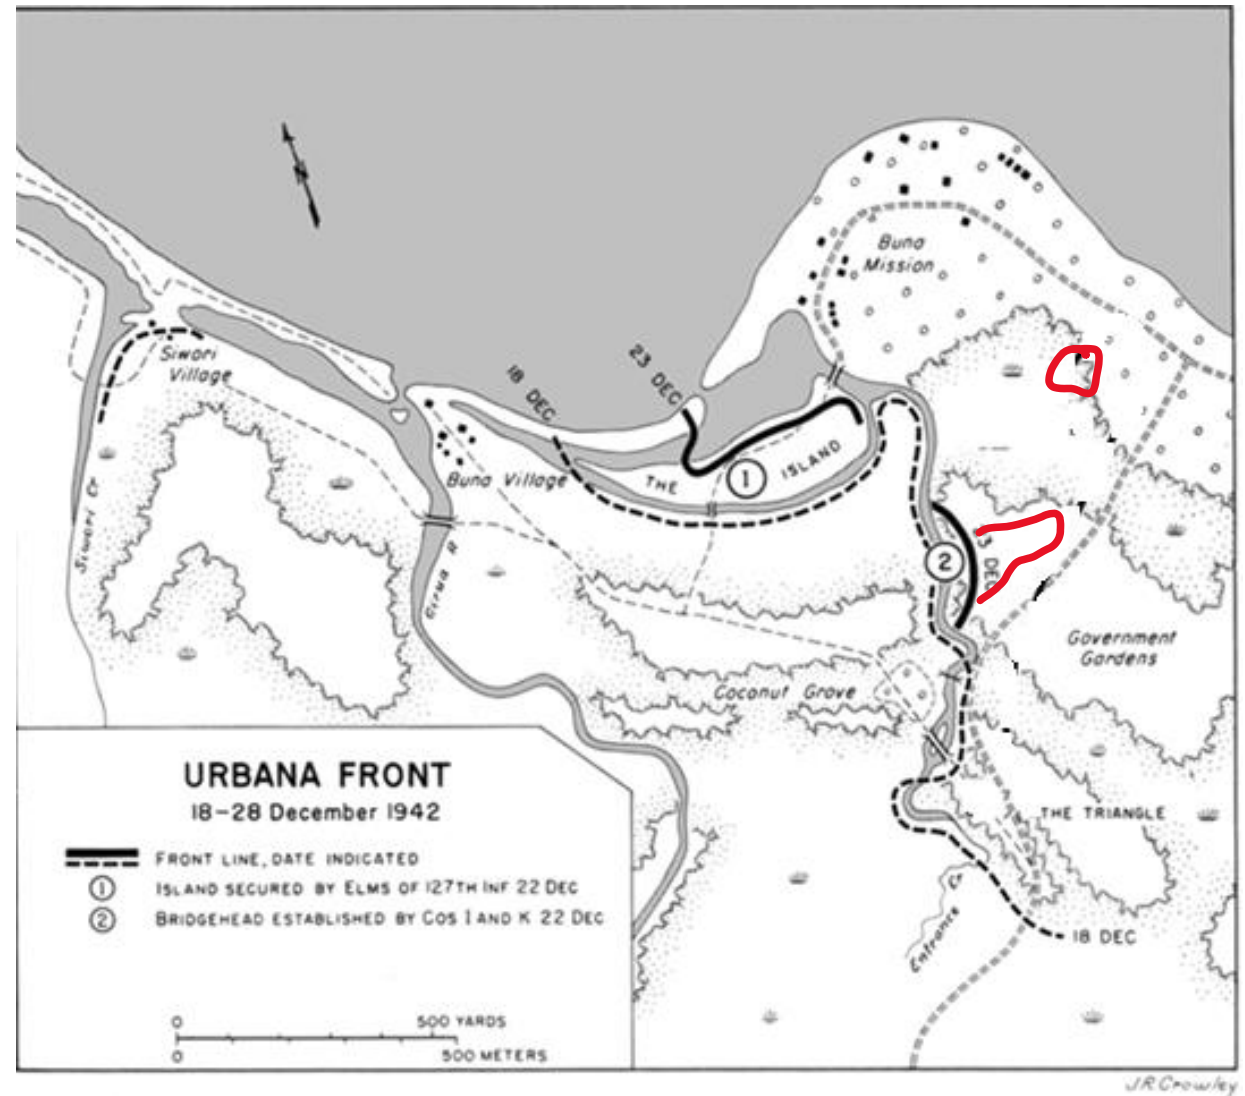 Buna
Mission
23 DEC
18 DEC
Siwori
Village
THE ISLAND
1
Buna Village
Siwori Cr
Girua R
2
DEC
Government
Gardens
Coconut Grove
THE TRIANGLE
Entrance Cr
18 DEC
URBANA FRONT
18-28 December 1942
FRONT LINE, DATE INDICATED
1 ISLAND SECURED BY ELMS OF 127TH INF 22 DEC
2 BRIDGEHEAD ESTABLISHED BY COS I AND K 22 DEC
0 500 YARDS
0 500 METERS
J.R. Crowley
N